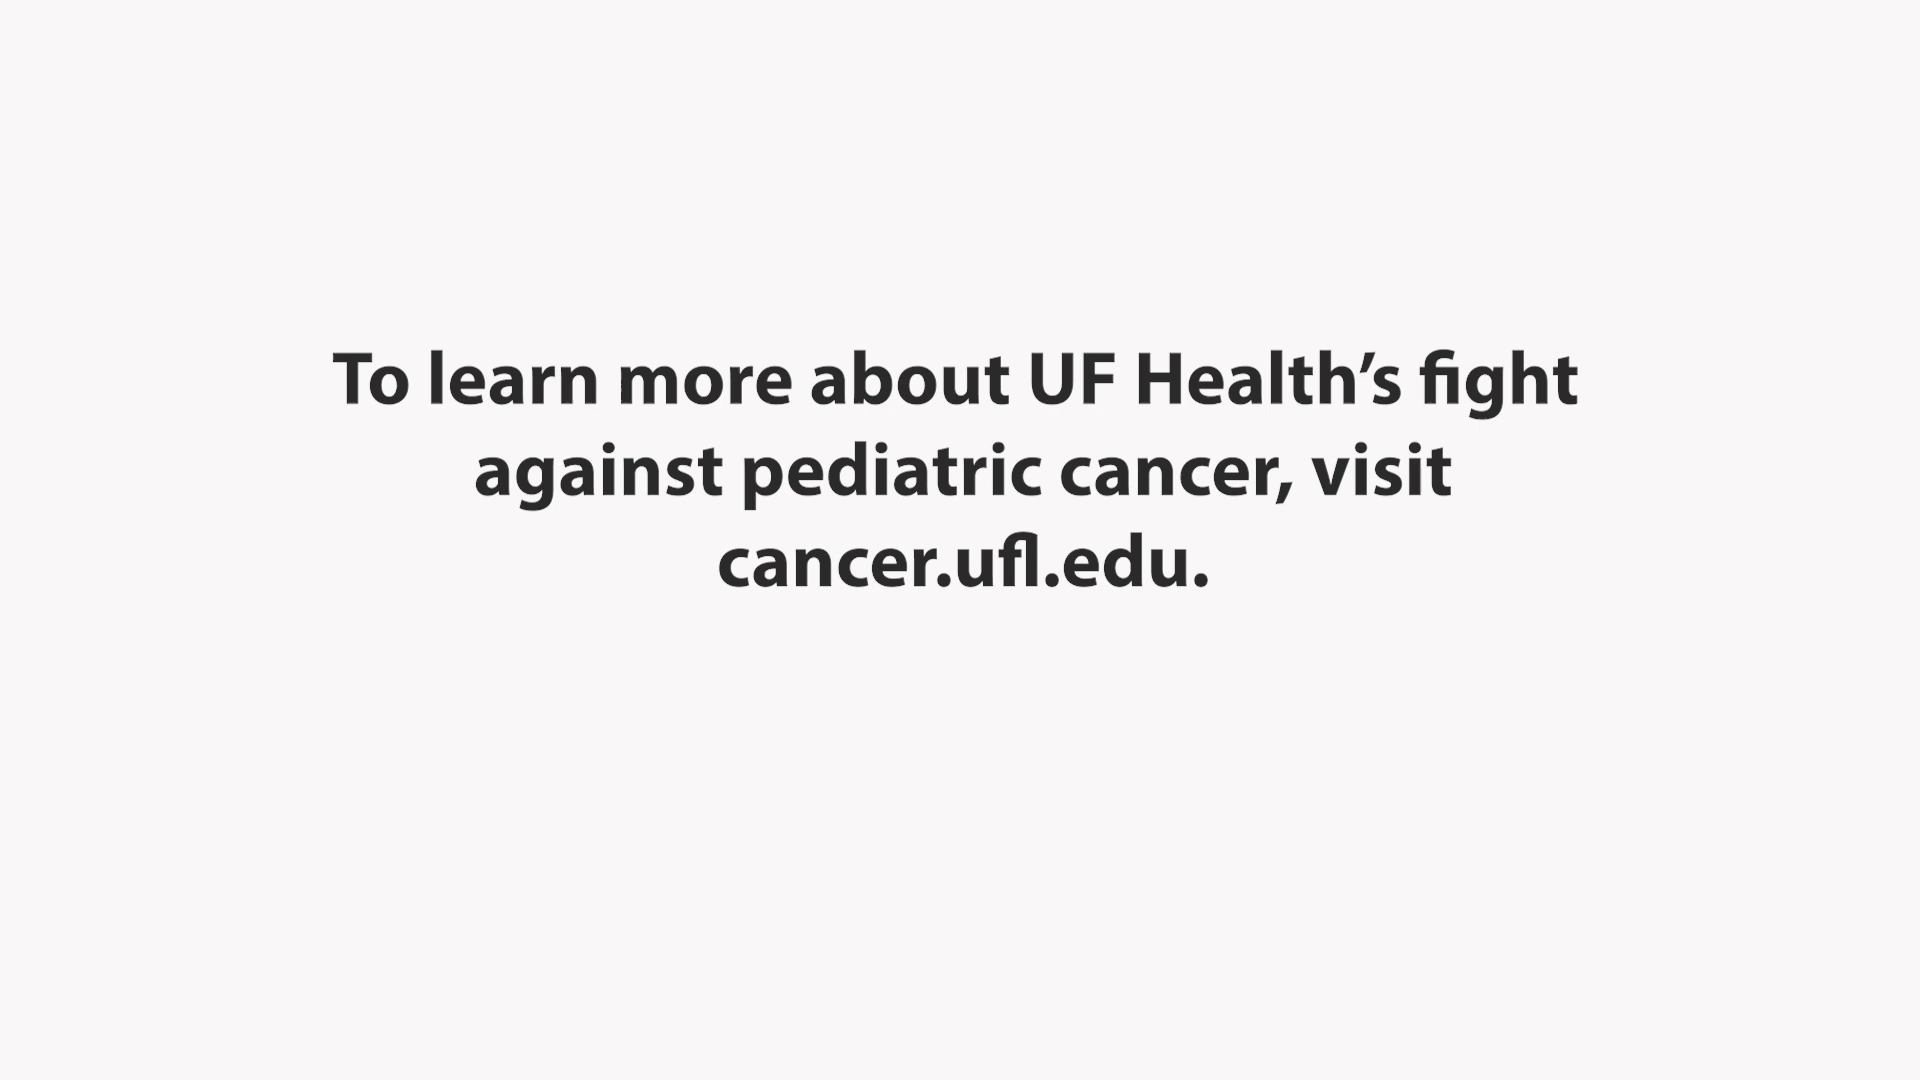 To learn more about UF Health’s fight
against pediatric cancer, visit
cancer.ufl.edu.